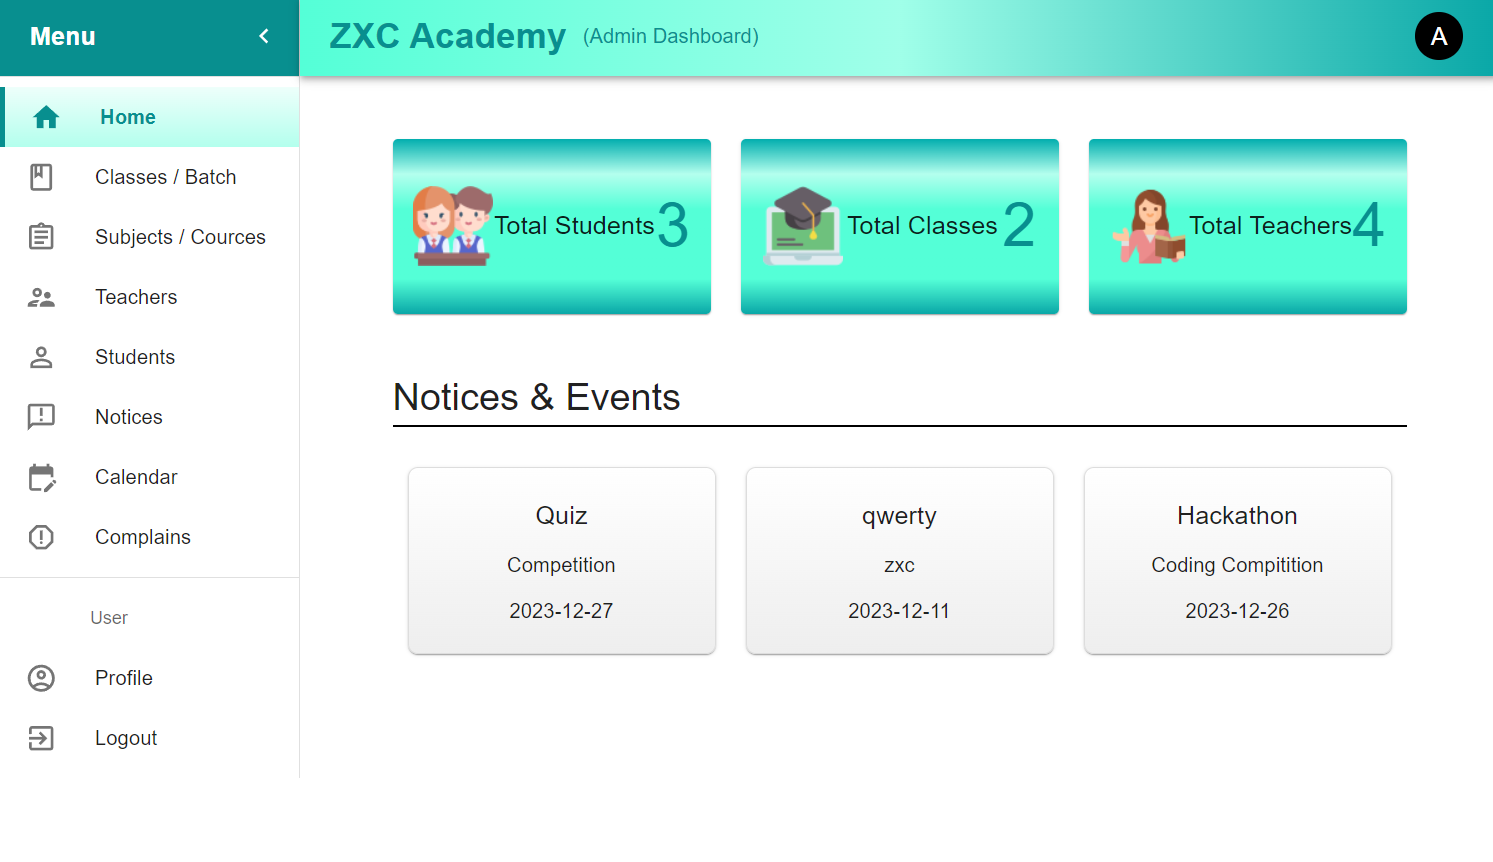 Menu
ZXC Academy (Admin Dashboard)
A
Home
Classes / Batch
Subjects / Cources
Teachers
Students
Notices
Calendar
Complains
User
Profile
Logout
Total Students 3
Total Classes 2
Total Teachers 4
Notices & Events
Quiz
Competition
2023-12-27
qwerty
zxc
2023-12-11
Hackathon
Coding Compitition
2023-12-26